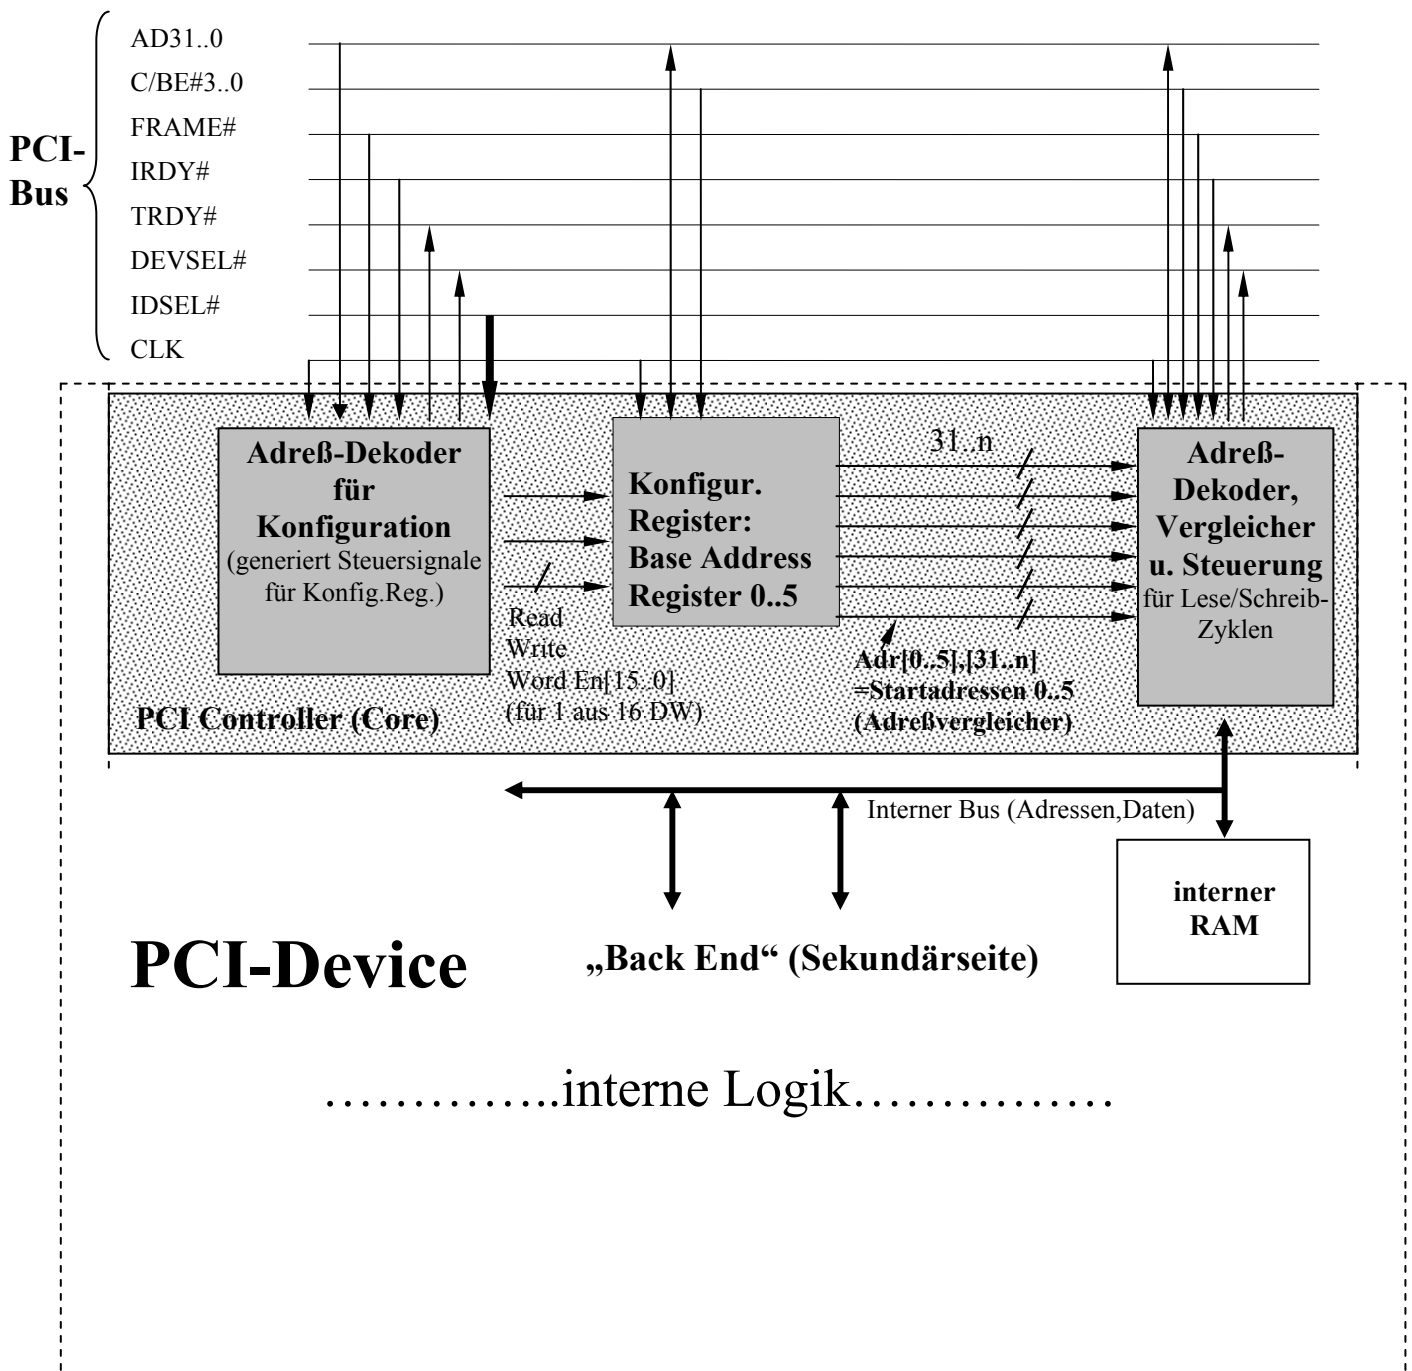 AD31..0
C/BE#3..0
FRAME#
IRDY#
TRDY#
DEVSEL#
IDSEL#
CLK
PCI-
Bus
Adreß-Dekoder
für
Konfiguration
(generiert Steuersignale
für Konfig.Reg.)
Read
Write
Word En[15..0]
(für 1 aus 16 DW)
Konfigur.
Register:
Base Address
Register 0..5
31..n
Adr[0..5],[31..n]
=Startadressen 0..5
(Adreßvergleicher)
Adreß-
Dekoder,
Vergleicher
u. Steuerung
für Lese/Schreib-
Zyklen
PCI Controller (Core)
Interner Bus (Adressen,Daten)
interner
RAM
PCI-Device
„Back End“ (Sekundärseite)
…………..interne Logik……………